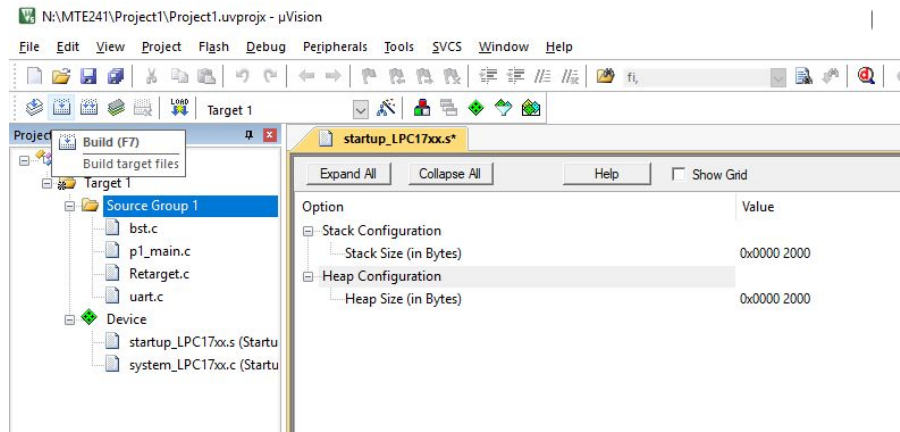 N:\MTE241\Project1\Project1.uvprojx - µVision
File Edit View Project Flash Debug Peripherals Tools SVCS Window Help
fi,
LOAD Target 1
Project
startup_LPC17xx.s*
Build (F7)
Build target files
Target 1
Source Group 1
bst.c
p1_main.c
Retarget.c
uart.c
Device
startup_LPC17xx.s (Startu
system_LPC17xx.c (Startu
Expand All Collapse All Help Show Grid
Option Value
Stack Configuration
Stack Size (in Bytes) 0x0000 2000
Heap Configuration
Heap Size (in Bytes) 0x0000 2000